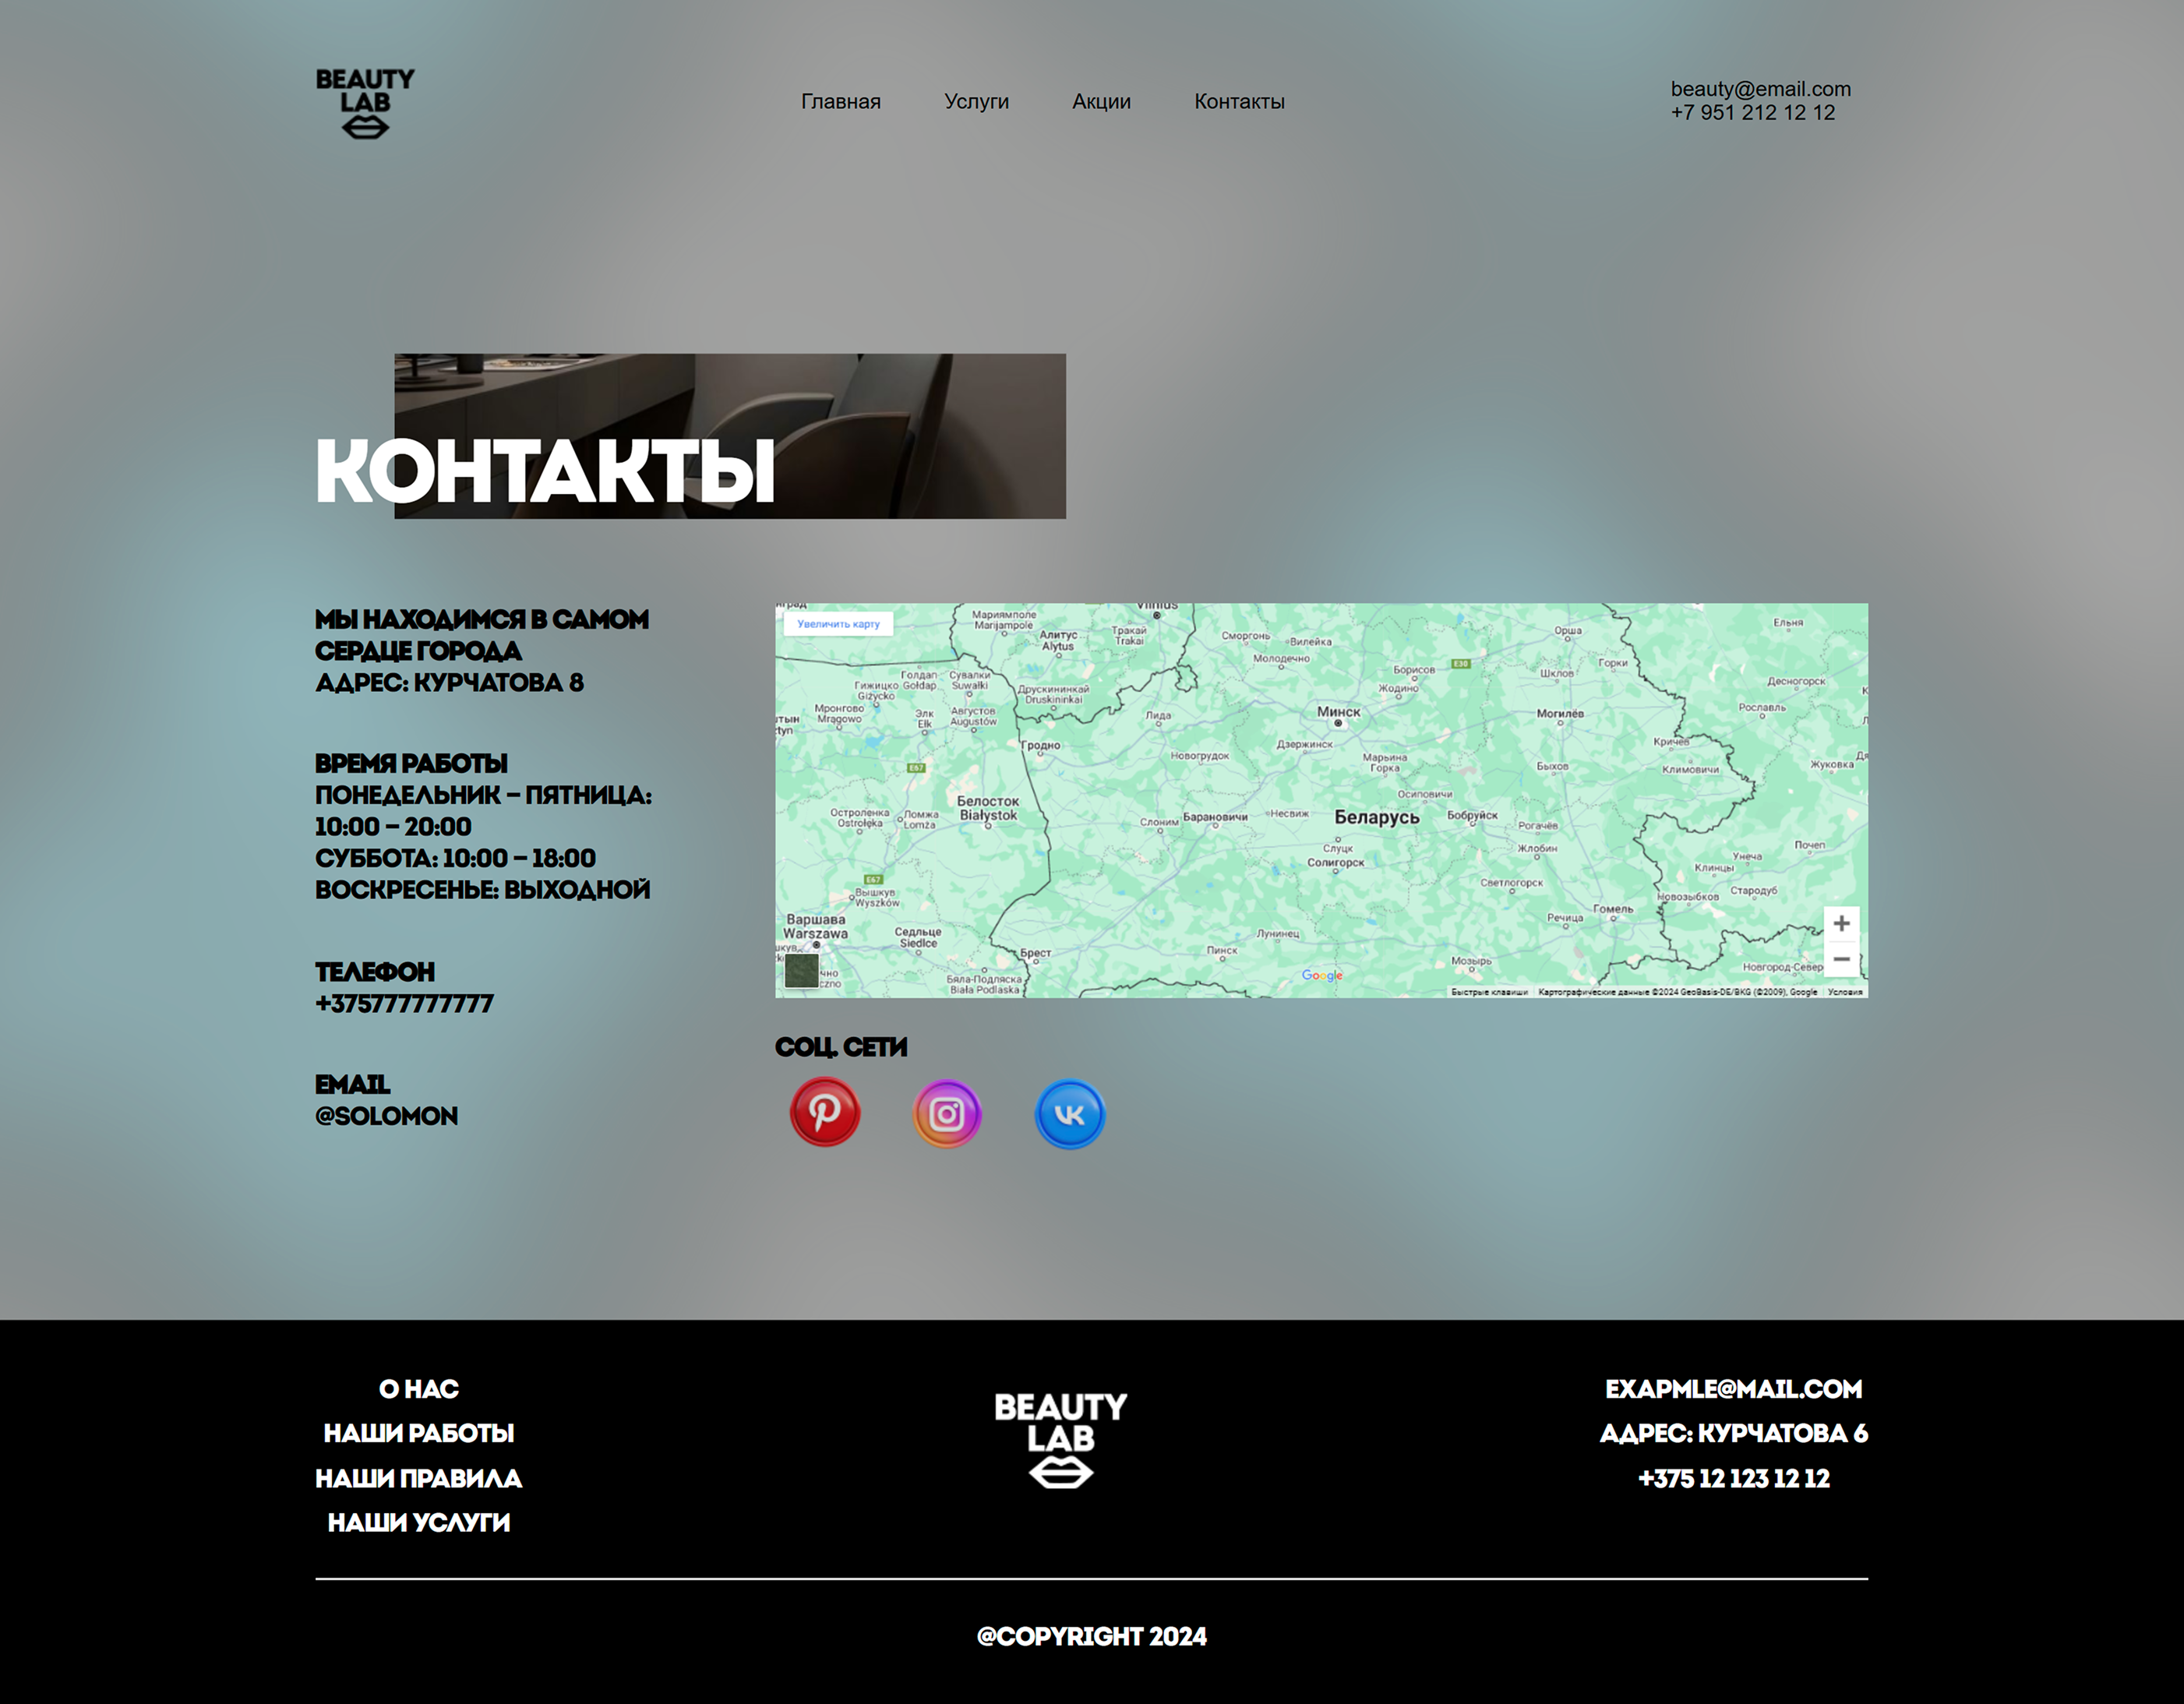 BEAUTY
LAB
Главная
Услуги
Акции
Контакты
beauty@email.com
+7 951 212 12 12
КОНТАКТЫ
МЫ НАХОДИМСЯ В САМОМ
СЕРДЦЕ ГОРОДА
АДРЕС: КУРЧАТОВА 8
ВРЕМЯ РАБОТЫ
ПОНЕДЕЛЬНИК – ПЯТНИЦА:
10:00 – 20:00
СУББОТА: 10:00 – 18:00
ВОСКРЕСЕНЬЕ: ВЫХОДНОЙ
ТЕЛЕФОН
+375777777777
EMAIL
@SOLOMON
Увеличить карту
Мариямполе
Marijampolė
Vilnius
Алитус
Alytus
Тракай
Trakai
Сморгонь
Вилейка
Молодечно
Орша
Ельня
Борисов
E30
Жодино
Шклов
Горки
Десногорск
Голдап
Gołdap
Сувалки
Suwałki
Гижицко
Giżycko
Друскининкай
Druskininkai
Мронгово
Mrągowo
Элк
Ełk
Августов
Augustów
Лида
Минск
Могилёв
Рославль
Гродно
Новогрудок
Дзержинск
Марьина
Горка
Кричев
Климовичи
Быхов
Жуковка
E67
Осиповичи
Белосток
Białystok
Остроленка
Ostrołęka
Ломжа
Łomża
Слоним
Барановичи
Несвиж
Беларусь
Бобруйск
Рогачёв
Слуцк
Солигорск
Жлобин
Унеча
Почеп
Клинцы
E67
Вышкув
Wyszków
Светлогорск
Стародуб
Новозыбков
Варшава
Warszawa
Седльце
Siedlce
Речица
Гомель
Брест
Пинск
Лунинец
Мозырь
Бяла-Подляска
Biała Podlaska
Новгород-Север
Google
Быстрые клавиши
Картографические данные ©2024 GeoBasis-DE/BKG (©2009), Google
Условия
СОЦ. СЕТИ
О НАС
НАШИ РАБОТЫ
НАШИ ПРАВИЛА
НАШИ УСЛУГИ
BEAUTY
LAB
EXAPMLE@MAIL.COM
АДРЕС: КУРЧАТОВА 6
+375 12 123 12 12
@COPYRIGHT 2024